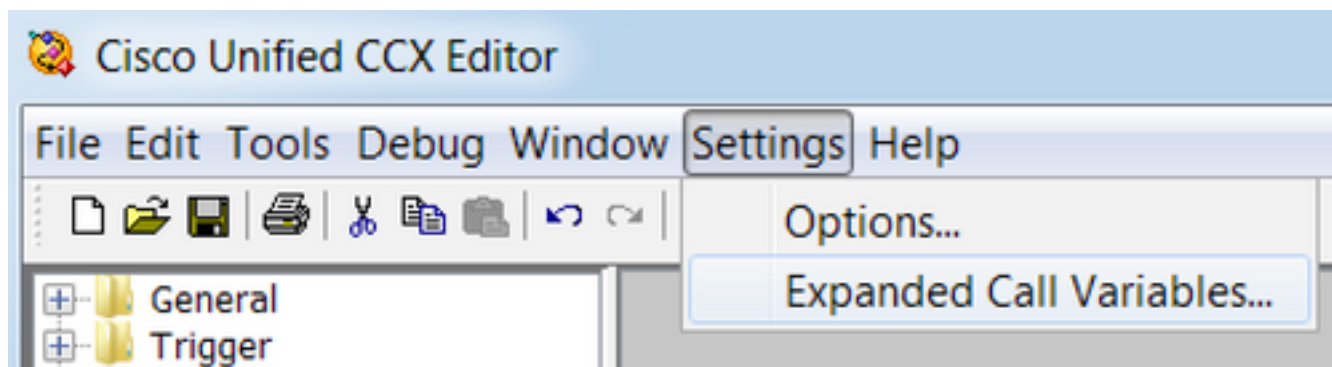 Cisco Unified CCX Editor
File Edit Tools Debug Window Settings Help
Options...
Expanded Call Variables...
General
Trigger